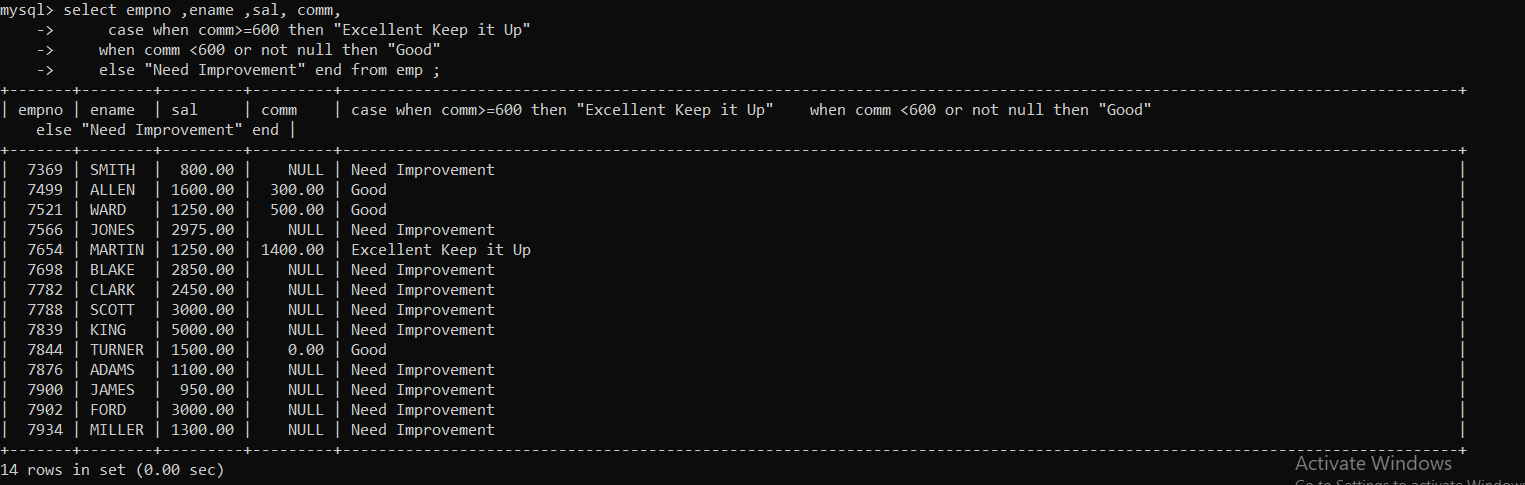 mysql> select empno ,ename ,sal, comm,
    ->      case when comm>=600 then "Excellent Keep it Up"
    ->     when comm <600 or not null then "Good"
    ->     else "Need Improvement" end from emp ;
+-------+--------+---------+---------+----------------------------------------------------------------------------------------------------------------------------+
| empno | ename  | sal     | comm    | case when comm>=600 then "Excellent Keep it Up"    when comm <600 or not null then "Good"
    else "Need Improvement" end |
+-------+--------+---------+---------+----------------------------------------------------------------------------------------------------------------------------+
|  7369 | SMITH  |  800.00 |    NULL | Need Improvement |
|  7499 | ALLEN  | 1600.00 |  300.00 | Good |
|  7521 | WARD   | 1250.00 |  500.00 | Good |
|  7566 | JONES  | 2975.00 |    NULL | Need Improvement |
|  7654 | MARTIN | 1250.00 | 1400.00 | Excellent Keep it Up |
|  7698 | BLAKE  | 2850.00 |    NULL | Need Improvement |
|  7782 | CLARK  | 2450.00 |    NULL | Need Improvement |
|  7788 | SCOTT  | 3000.00 |    NULL | Need Improvement |
|  7839 | KING   | 5000.00 |    NULL | Need Improvement |
|  7844 | TURNER | 1500.00 |    0.00 | Good |
|  7876 | ADAMS  | 1100.00 |    NULL | Need Improvement |
|  7900 | JAMES  |  950.00 |    NULL | Need Improvement |
|  7902 | FORD   | 3000.00 |    NULL | Need Improvement |
|  7934 | MILLER | 1300.00 |    NULL | Need Improvement |
+-------+--------+---------+---------+----------------------------------------------------------------------------------------------------------------------------+
14 rows in set (0.00 sec)
Activate Windows
Go to Settings to activate Windows